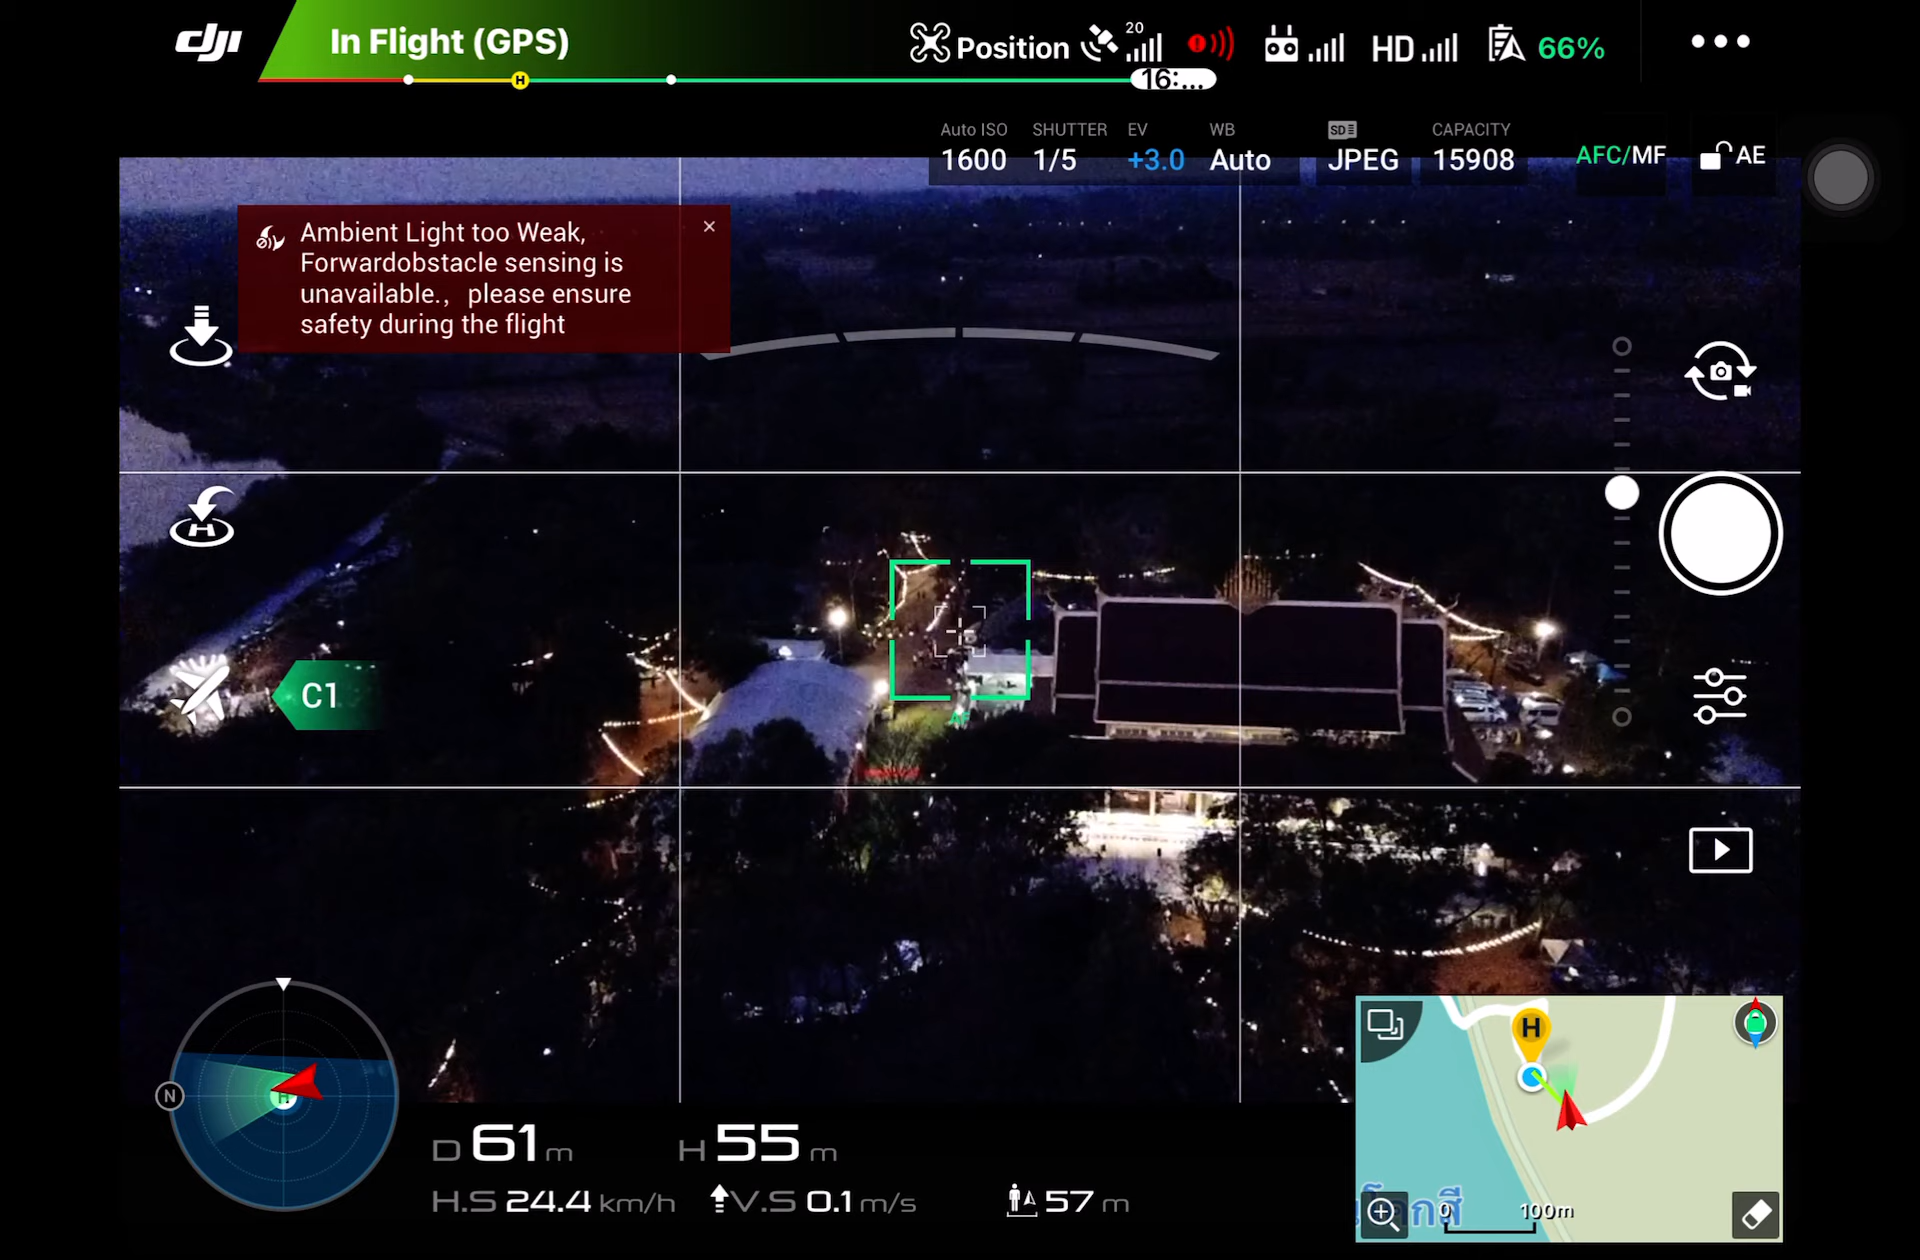 dji In Flight (GPS) Position 20 HD 66%
H 16:...
Auto ISO SHUTTER EV WB SD CAPACITY
1600 1/5 +3.0 Auto JPEG 15908 AFC/MF AE
Ambient Light too Weak,
Forwardobstacle sensing is
unavailable., please ensure
safety during the flight
H
C1
AF
H
N H
D 61 m H 55 m
H.S 24.4 km/h V.S 0.1 m/s 57 m
0 100m